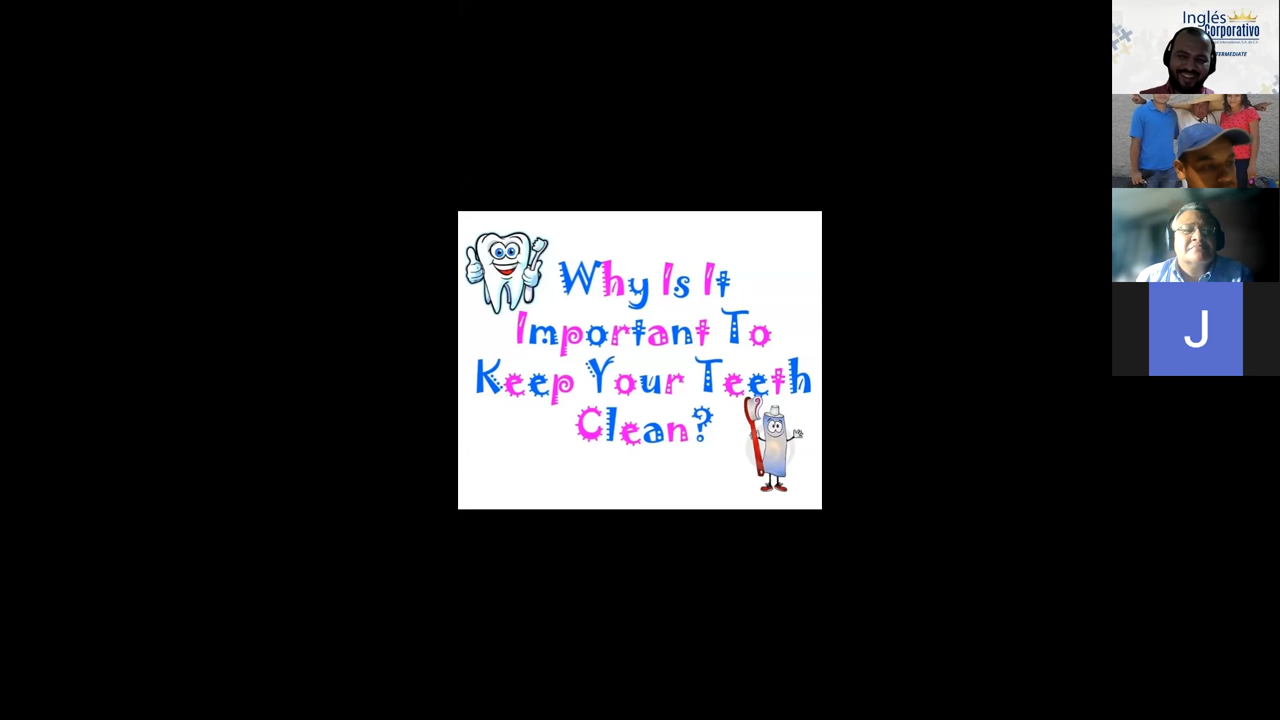 Why Is It
Important To
Keep Your Teeth
Clean?
Inglés
Corporativo
J